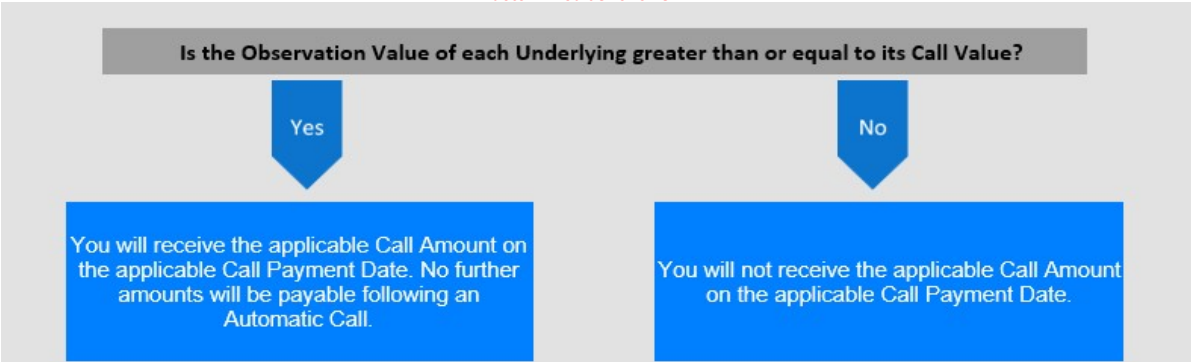 Is the Observation Value of each Underlying greater than or equal to its Call Value?
Yes
No
You will receive the applicable Call Amount on
the applicable Call Payment Date. No further
amounts will be payable following an
Automatic Call.
You will not receive the applicable Call Amount
on the applicable Call Payment Date.